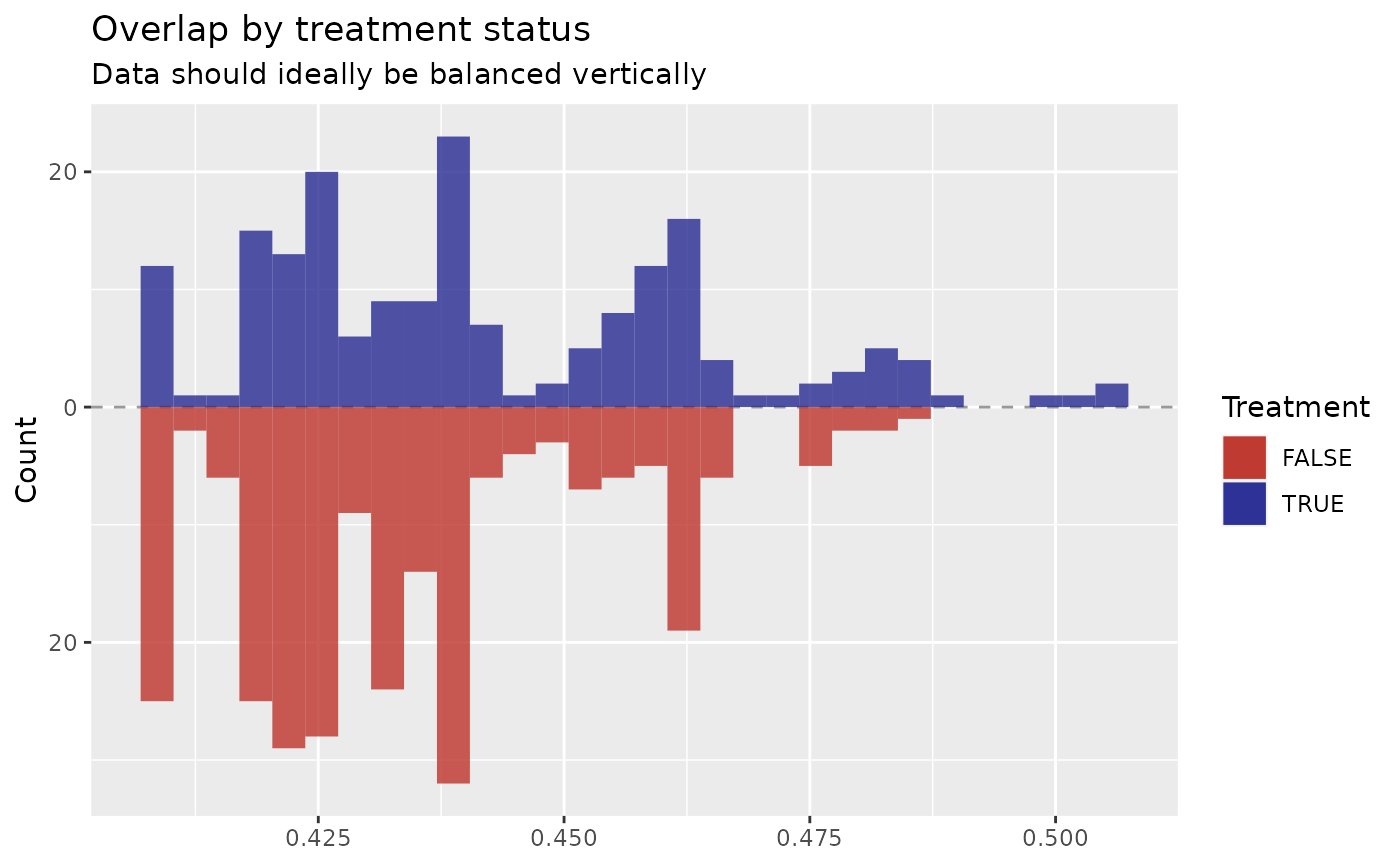 Overlap by treatment status
Data should ideally be balanced vertically
20
0
20
Count
0.425 0.450 0.475 0.500
Treatment
FALSE
TRUE